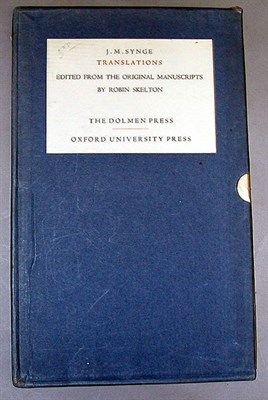 J. M. SYNGE
TRANSLATIONS
EDITED FROM THE ORIGINAL MANUSCRIPTS
BY ROBIN SKELTON
THE DOLMEN PRESS
OXFORD UNIVERSITY PRESS